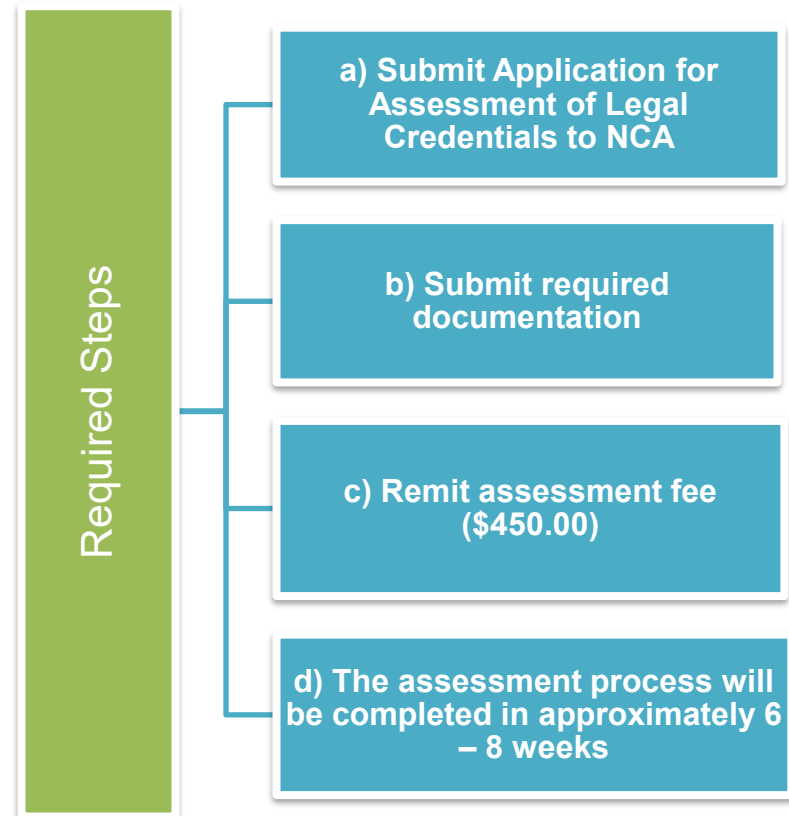 Required Steps
a) Submit Application for
Assessment of Legal
Credentials to NCA
b) Submit required
documentation
c) Remit assessment fee
($450.00)
d) The assessment process will
be completed in approximately 6
– 8 weeks